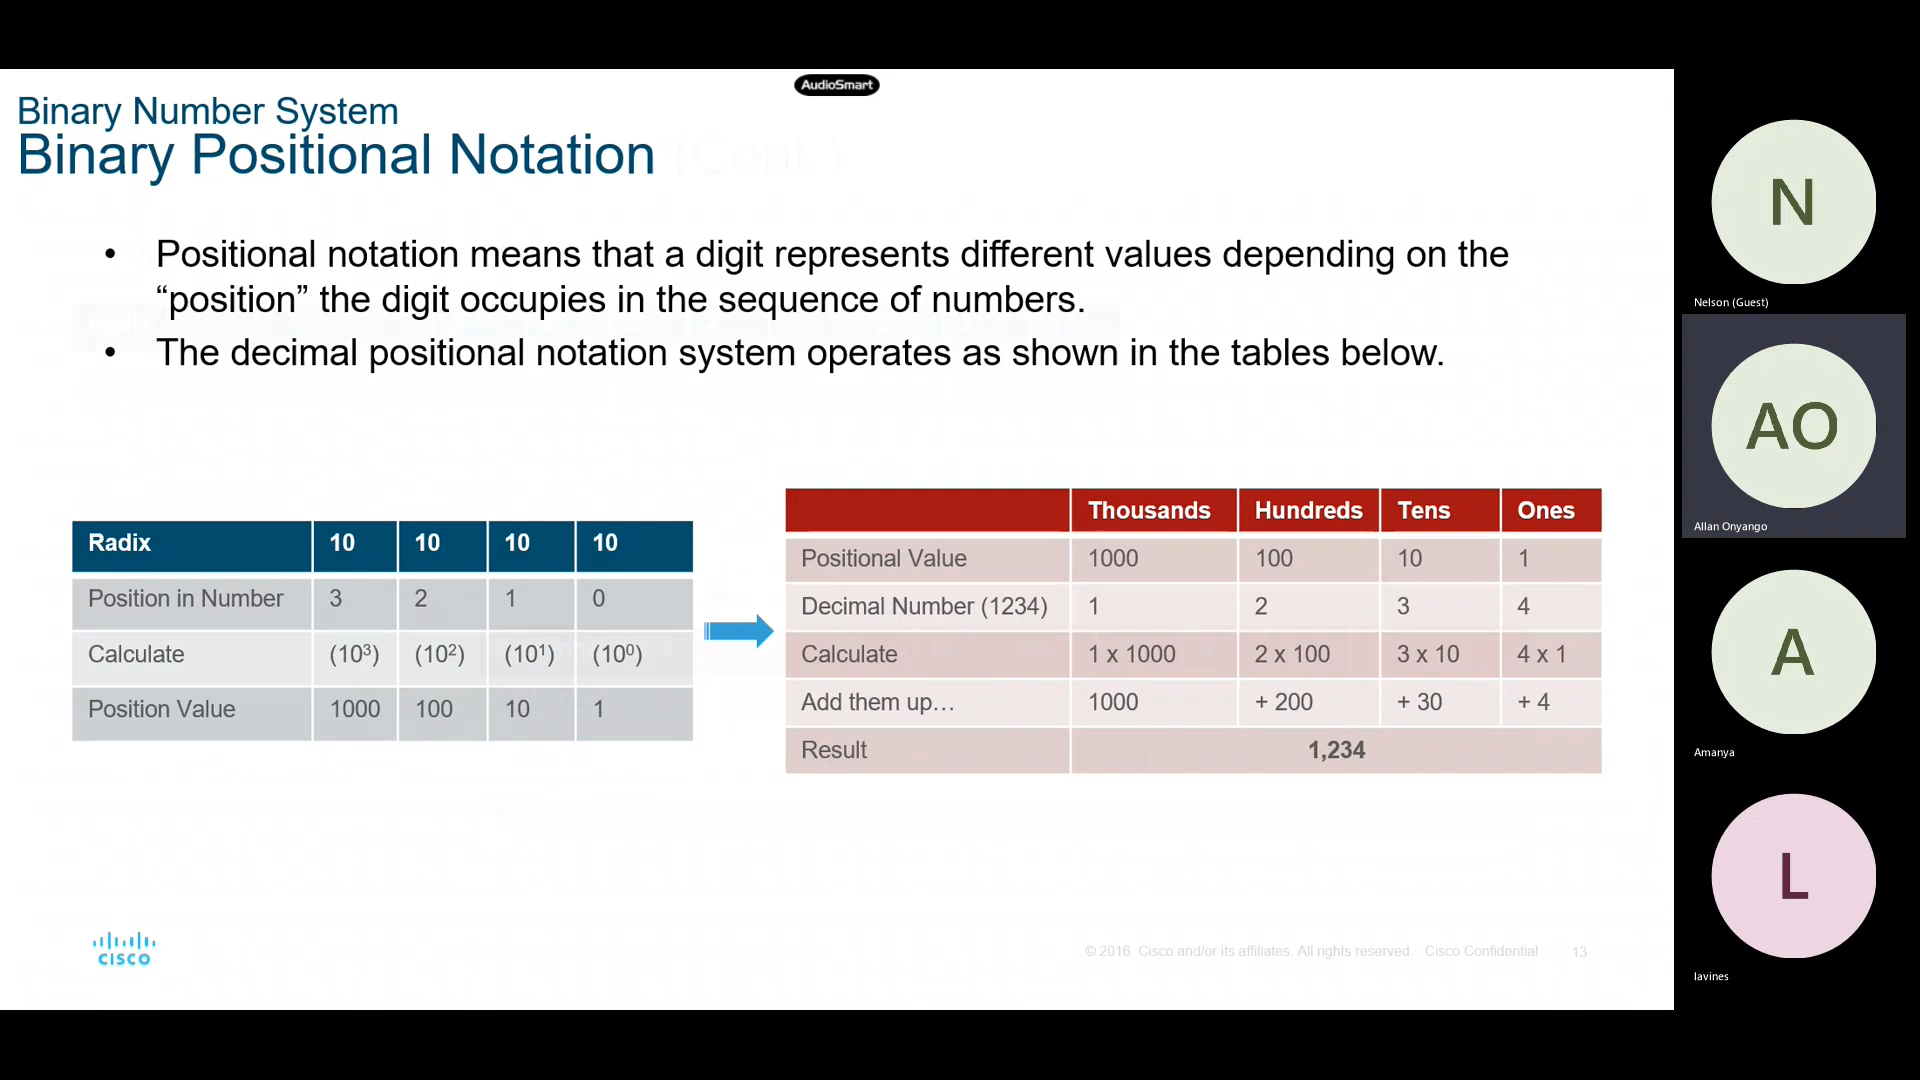 AudioSmart
Binary Number System
Binary Positional Notation (Cont.)
• Positional notation means that a digit represents different values depending on the
“position” the digit occupies in the sequence of numbers.
• The decimal positional notation system operates as shown in the tables below.
Radix 10 10 10 10
Position in Number 3 2 1 0
Calculate (10³) (10²) (10¹) (10⁰)
Position Value 1000 100 10 1
Thousands Hundreds Tens Ones
Positional Value 1000 100 10 1
Decimal Number (1234) 1 2 3 4
Calculate 1 x 1000 2 x 100 3 x 10 4 x 1
Add them up… 1000 + 200 + 30 + 4
Result 1,234
CISCO
© 2016 Cisco and/or its affiliates. All rights reserved. Cisco Confidential 13
N
Nelson (Guest)
AO
Allan Onyango
A
Amanya
L
lavines